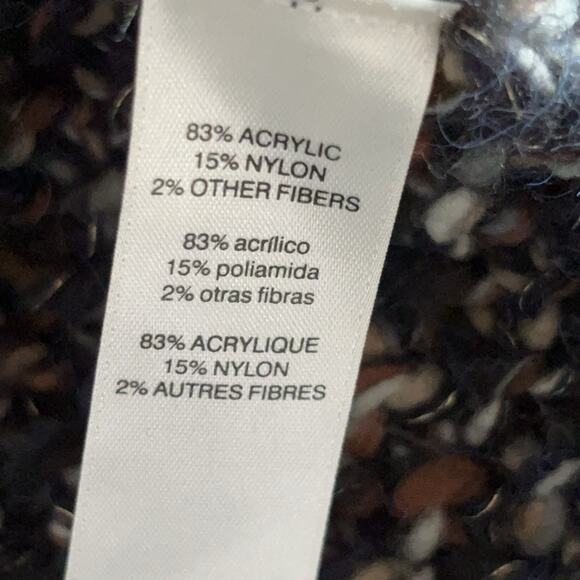 83% ACRYLIC
15% NYLON
2% OTHER FIBERS
83% acrílico
15% poliamida
2% otras fibras
83% ACRYLIQUE
15% NYLON
2% AUTRES FIBRES